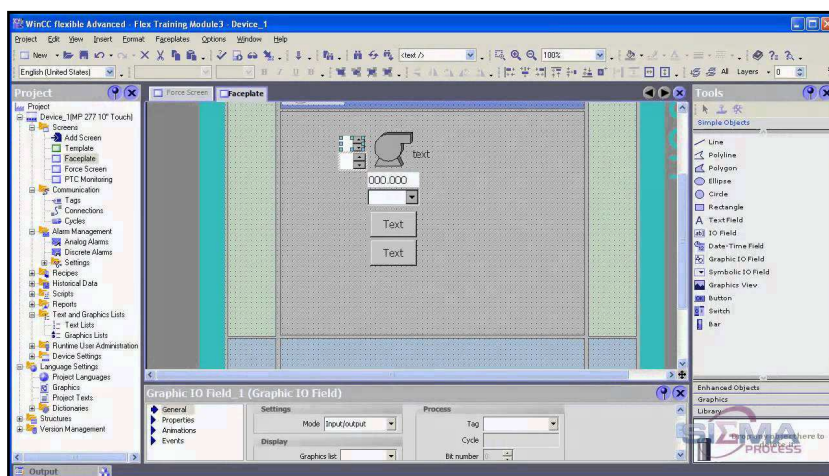 WinCC flexible Advanced - Flex Training Module3 - Device_1
Project Edit View Insert Format Faceplates Options Window Help
New <text /> 100%
English (United States) All Layers 0
Project
Project
Device_1(MP 277 10" Touch)
Screens
Add Screen
Template
Faceplate
Force Screen
PTC Monitoring
Communication
Tags
Connections
Cycles
Alarm Management
Analog Alarms
Discrete Alarms
Settings
Recipes
Historical Data
Scripts
Reports
Text and Graphics Lists
Text Lists
Graphics Lists
Runtime User Administration
Device Settings
Language Settings
Project Languages
Graphics
Project Texts
Dictionaries
Structures
Version Management
Output
Force Screen Faceplate
text
000.000
Text
Text
Graphic IO Field_1 (Graphic IO Field)
General
Properties
Animations
Events
Settings
Mode Input/output
Display
Graphics list
Process
Tag
Cycle
Bit number 0
Tools
Simple Objects
Line
Polyline
Polygon
Ellipse
Circle
Rectangle
A TextField
IO Field
Date-Time Field
Graphic IO Field
Symbolic IO Field
Graphics View
Button
Switch
Bar
Enhanced Objects
Graphics
Library
PROCESS